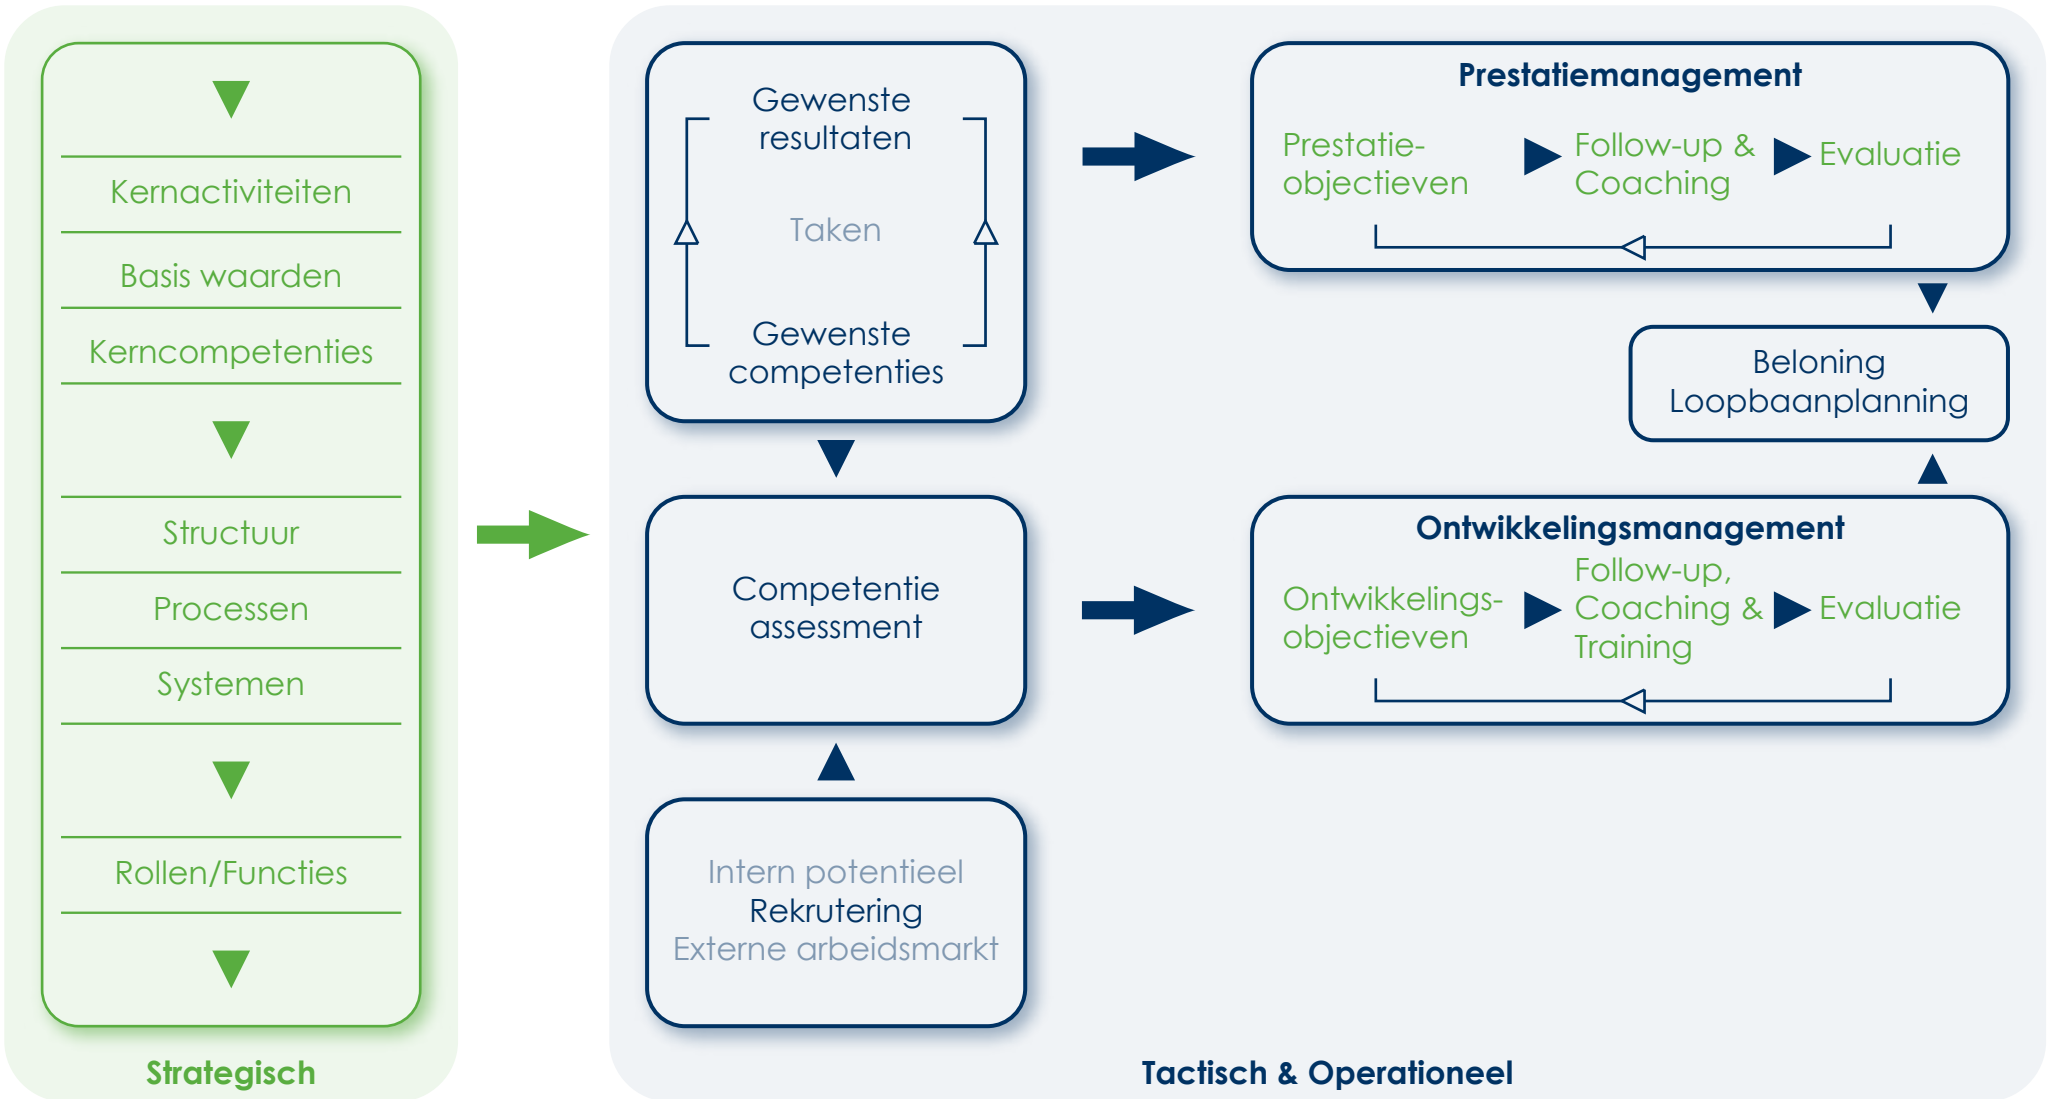 Kernactiviteiten
Basis waarden
Kerncompetenties
Structuur
Processen
Systemen
Rollen/Functies
Strategisch
Gewenste
resultaten
Taken
Gewenste
competenties
Competentie
assessment
Intern potentieel
Rekrutering
Externe arbeidsmarkt
Prestatiemanagement
Prestatie-
objectieven
Follow-up &
Coaching
Evaluatie
Beloning
Loopbaanplanning
Ontwikkelingsmanagement
Ontwikkelings-
objectieven
Follow-up,
Coaching &
Training
Evaluatie
Tactisch & Operationeel